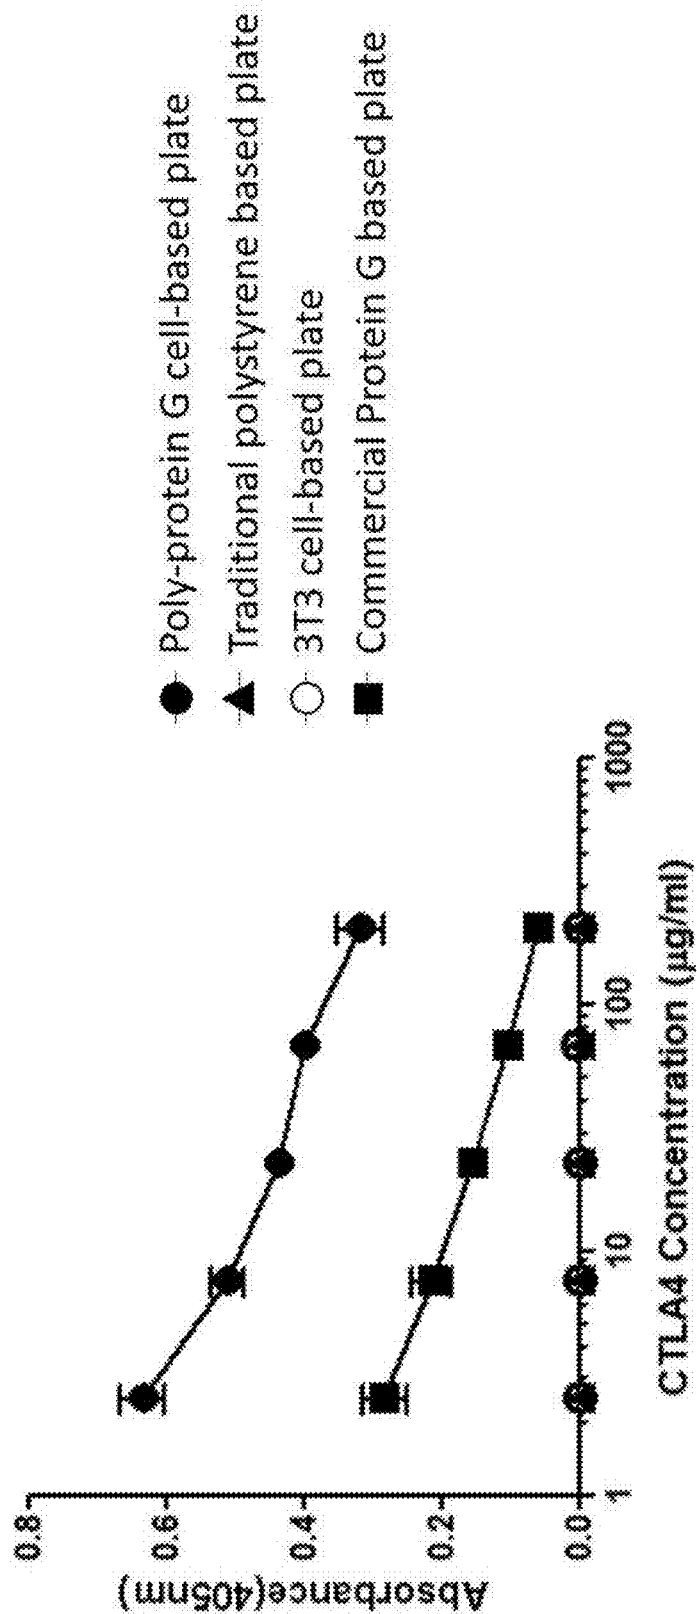 Poly-protein G cell-based plate
Traditional polystyrene based plate
3T3 cell-based plate
Commercial Protein G based plate
Absorbance(405nm)
0.8
0.6
0.4
0.2
0.0
1
10
100
1000
CTLA4 Concentration (μg/ml)